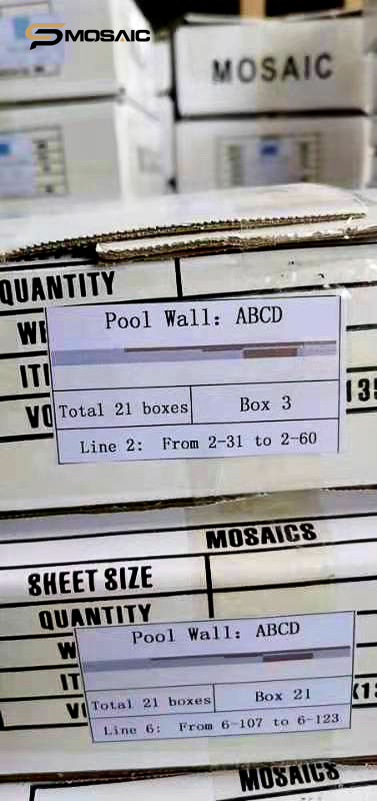 SP MOSAIC
MOSAIC
QUANTITY
Pool Wall: ABCD
Total 21 boxes
Box 3
Line 2: From 2-31 to 2-60
MOSAICS
SHEET SIZE
QUANTITY
Pool Wall: ABCD
Total 21 boxes
Box 21
Line 6: From 6-107 to 6-123
MOSAICS